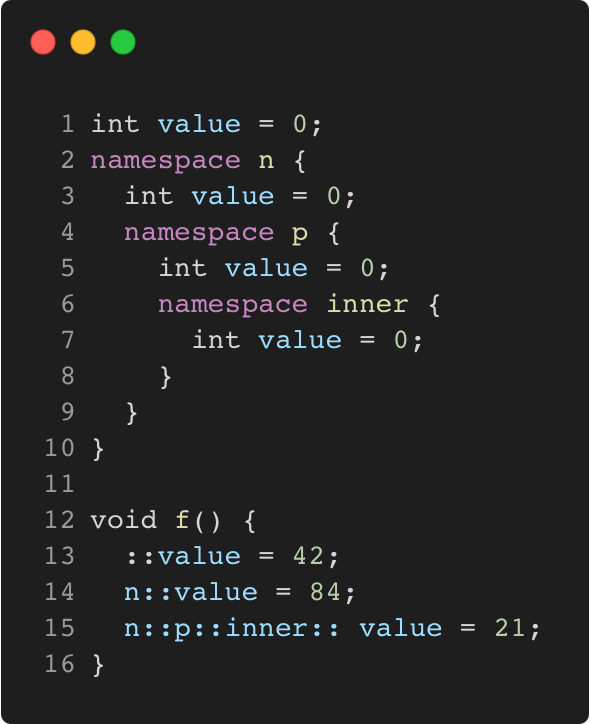 1 int value = 0;
2 namespace n {
3   int value = 0;
4   namespace p {
5     int value = 0;
6     namespace inner {
7       int value = 0;
8     }
9   }
10 }
11
12 void f() {
13   ::value = 42;
14   n::value = 84;
15   n::p::inner:: value = 21;
16 }